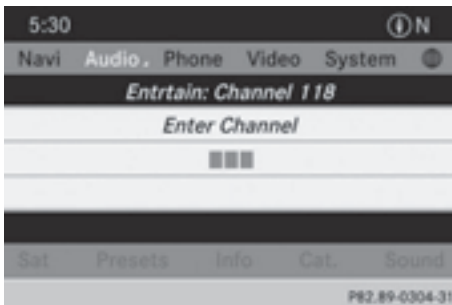 5:30 N
Navi Audio Phone Video System
Entrtain: Channel 118
Enter Channel
Sat Presets Info Cat. Sound
P82.89-0304-31